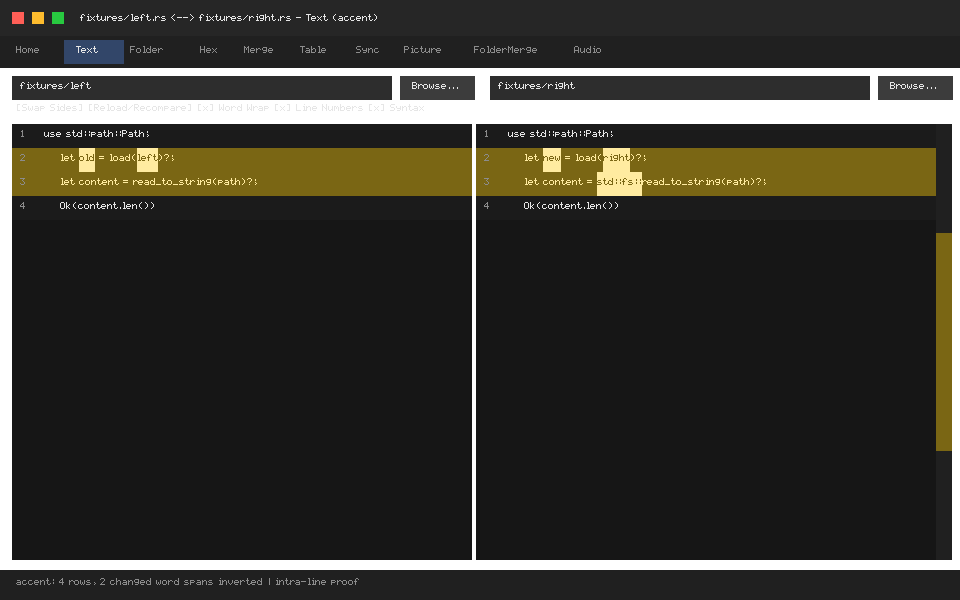 fixtures/left.rs <--> fixtures/right.rs - Text (accent)
Home Text Folder Hex Merge Table Sync Picture FolderMerge Audio
fixtures/left Browse... fixtures/right Browse...
[Swap Sides] [Reload/Recompare] [x] Word Wrap [x] Line Numbers [x] Syntax
1 use std::path::Path;
2 let old = load(left)?;
3 let content = read_to_string(path)?;
4 Ok(content.len())
1 use std::path::Path;
2 let new = load(right)?;
3 let content = std::fs::read_to_string(path)?;
4 Ok(content.len())
accent: 4 rows, 2 changed word spans inverted | intra-line proof